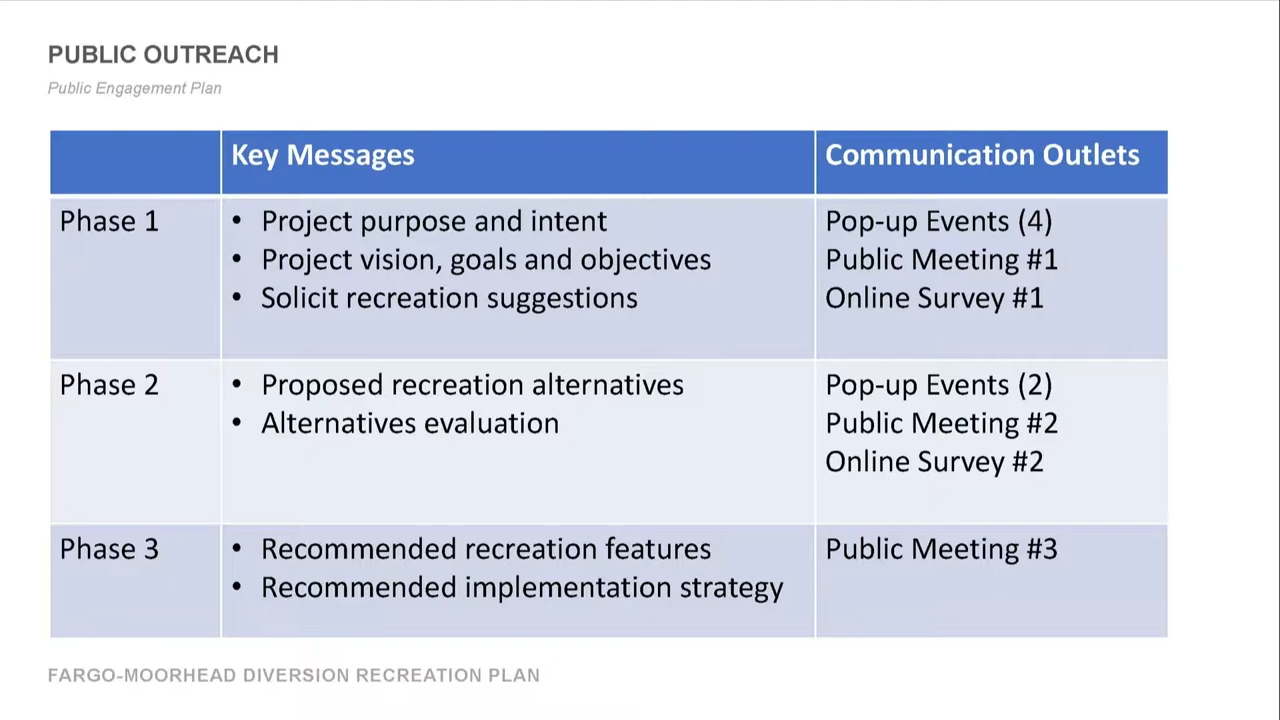 PUBLIC OUTREACH
Public Engagement Plan
Key Messages
Communication Outlets
Phase 1
• Project purpose and intent
• Project vision, goals and objectives
• Solicit recreation suggestions
Pop-up Events (4)
Public Meeting #1
Online Survey #1
Phase 2
• Proposed recreation alternatives
• Alternatives evaluation
Pop-up Events (2)
Public Meeting #2
Online Survey #2
Phase 3
• Recommended recreation features
• Recommended implementation strategy
Public Meeting #3
FARGO-MOORHEAD DIVERSION RECREATION PLAN